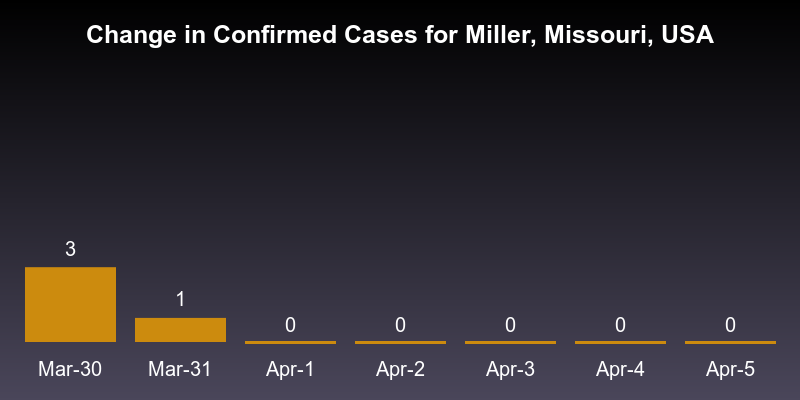 Change in Confirmed Cases for Miller, Missouri, USA
3
1
0
0
0
0
0
Mar-30
Mar-31
Apr-1
Apr-2
Apr-3
Apr-4
Apr-5